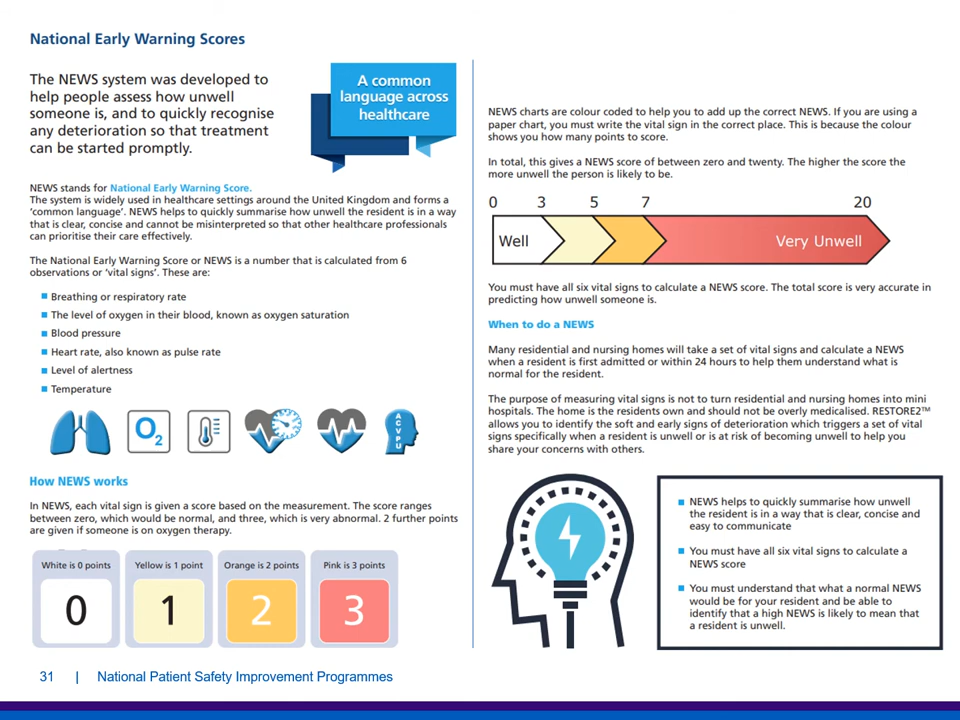 National Early Warning Scores
The NEWS system was developed to
help people assess how unwell
someone is, and to quickly recognise
any deterioration so that treatment
can be started promptly.
A common
language across
healthcare
NEWS stands for National Early Warning Score.
The system is widely used in healthcare settings around the United Kingdom and forms a
'common language'. NEWS helps to quickly summarise how unwell the resident is in a way
that is clear, concise and cannot be misinterpreted so that other healthcare professionals
can prioritise their care effectively.
The National Early Warning Score or NEWS is a number that is calculated from 6
observations or 'vital signs'. These are:
Breathing or respiratory rate
The level of oxygen in their blood, known as oxygen saturation
Blood pressure
Heart rate, also known as pulse rate
Level of alertness
Temperature
O2
A
C
V
P
U
How NEWS works
In NEWS, each vital sign is given a score based on the measurement. The score ranges
between zero, which would be normal, and three, which is very abnormal. 2 further points
are given if someone is on oxygen therapy.
White is 0 points
0
Yellow is 1 point
1
Orange is 2 points
2
Pink is 3 points
3
NEWS charts are colour coded to help you to add up the correct NEWS. If you are using a
paper chart, you must write the vital sign in the correct place. This is because the colour
shows you how many points to score.
In total, this gives a NEWS score of between zero and twenty. The higher the score the
more unwell the person is likely to be.
0 3 5 7 20
Well Very Unwell
You must have all six vital signs to calculate a NEWS score. The total score is very accurate in
predicting how unwell someone is.
When to do a NEWS
Many residential and nursing homes will take a set of vital signs and calculate a NEWS
when a resident is first admitted or within 24 hours to help them understand what is
normal for the resident.
The purpose of measuring vital signs is not to turn residential and nursing homes into mini
hospitals. The home is the residents own and should not be overly medicalised. RESTORE2™
allows you to identify the soft and early signs of deterioration which triggers a set of vital
signs specifically when a resident is unwell or is at risk of becoming unwell to help you
share your concerns with others.
NEWS helps to quickly summarise how unwell
the resident is in a way that is clear, concise and
easy to communicate
You must have all six vital signs to calculate a
NEWS score
You must understand that what a normal NEWS
would be for your resident and be able to
identify that a high NEWS is likely to mean that
a resident is unwell.
31 | National Patient Safety Improvement Programmes